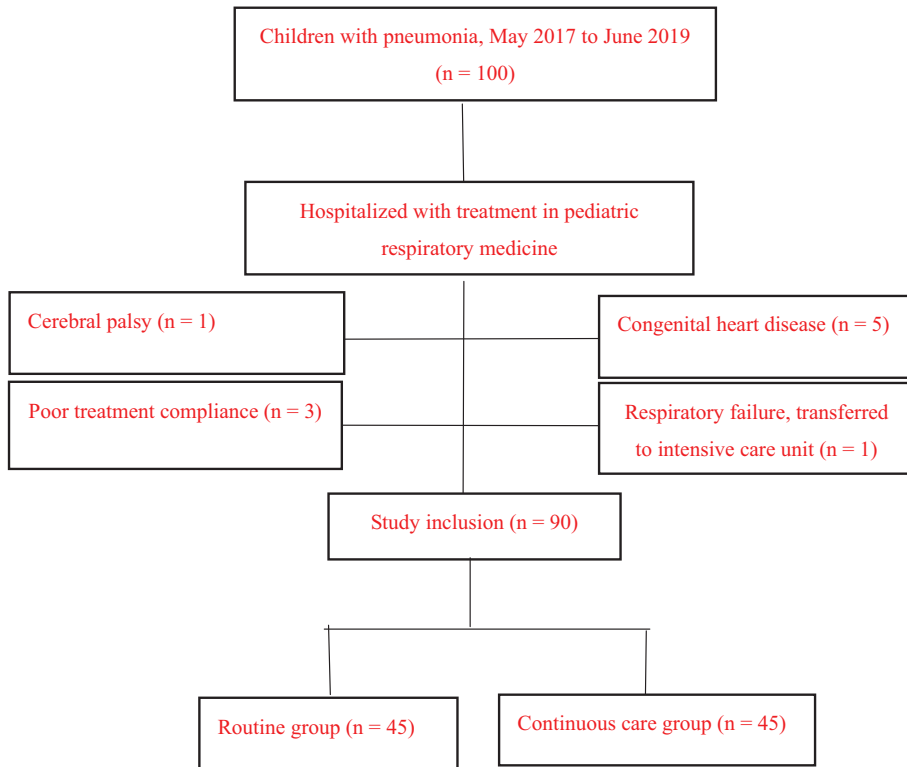 Children with pneumonia, May 2017 to June 2019
(n = 100)
Hospitalized with treatment in pediatric
respiratory medicine
Cerebral palsy (n = 1)
Congenital heart disease (n = 5)
Poor treatment compliance (n = 3)
Respiratory failure, transferred
to intensive care unit (n = 1)
Study inclusion (n = 90)
Routine group (n = 45)
Continuous care group (n = 45)